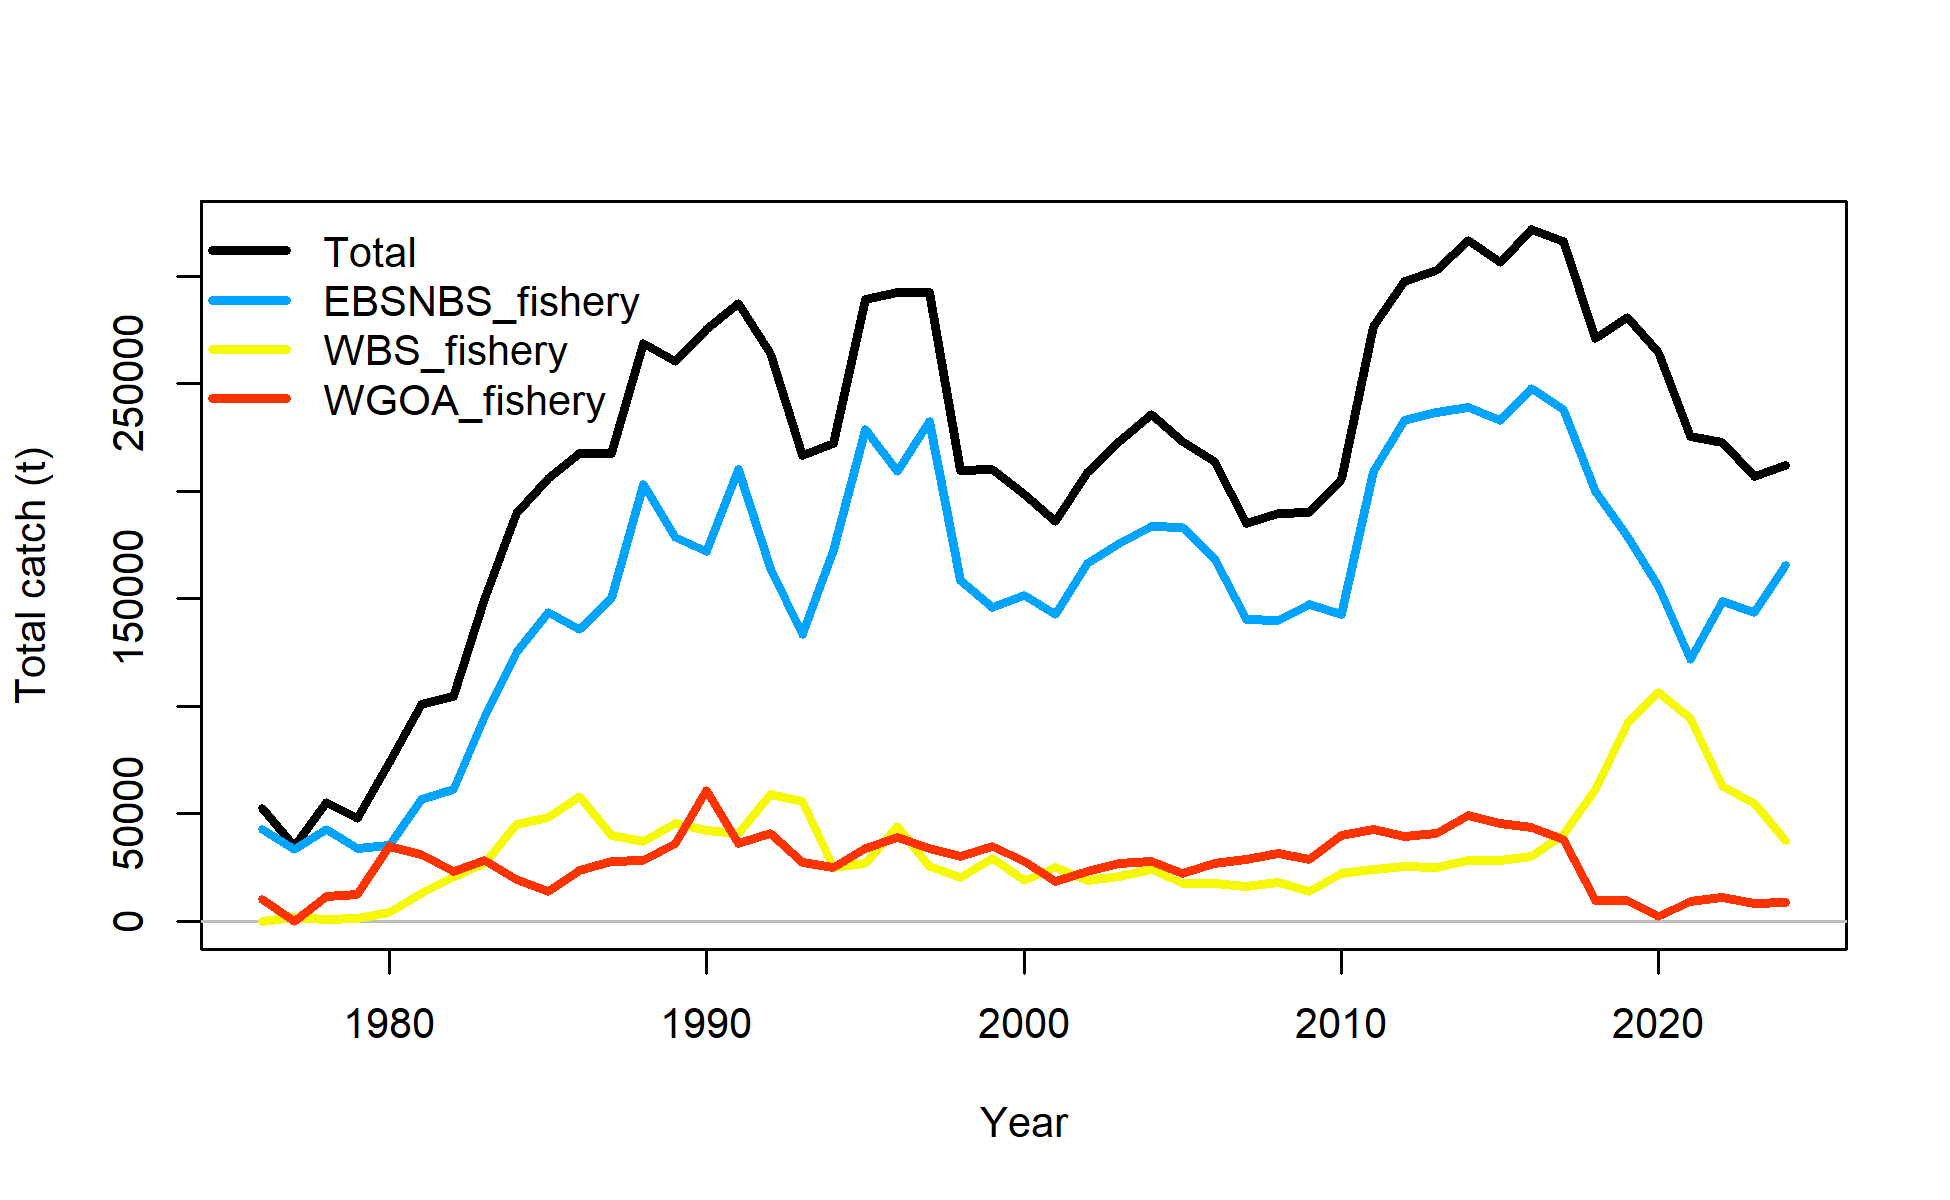 Total
EBSNBS_fishery
WBS_fishery
WGOA_fishery
Total catch (t)
250000
150000
50000
0
1980 1990 2000 2010 2020
Year